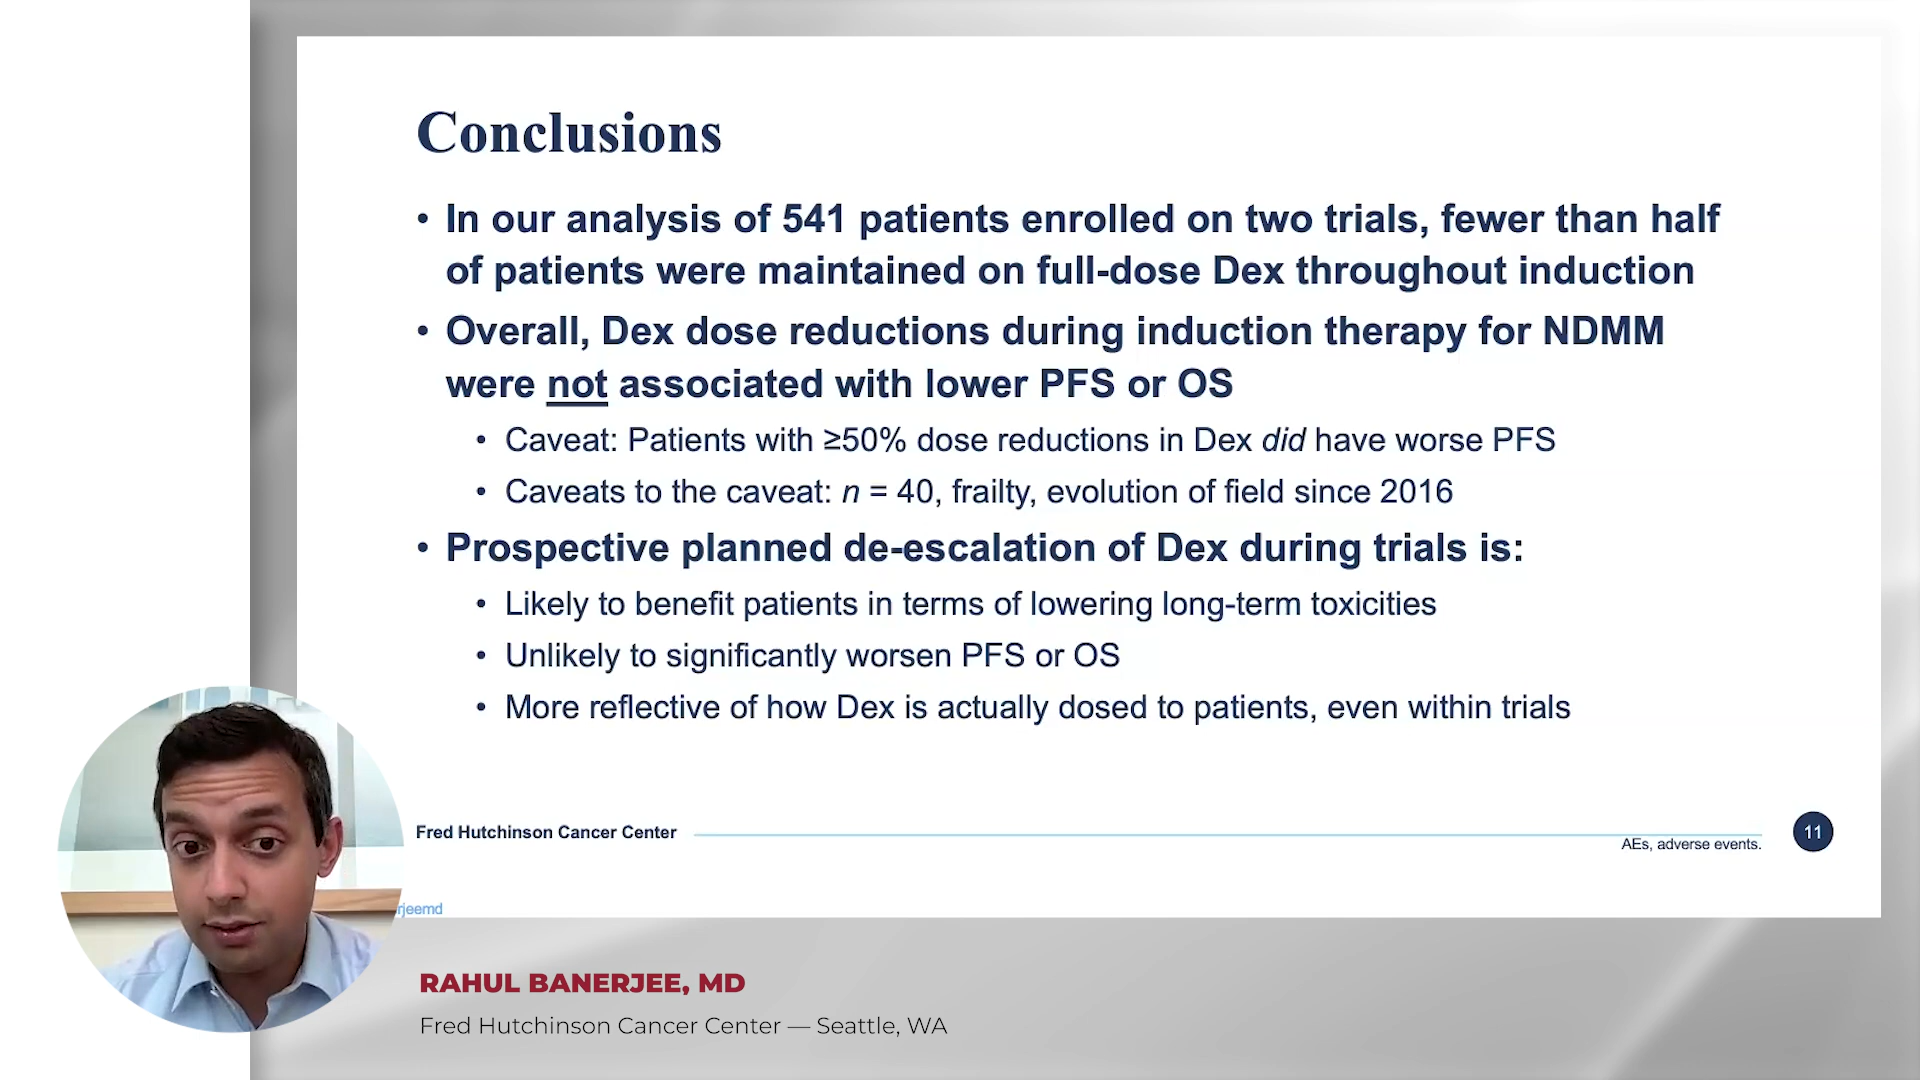 Conclusions
• In our analysis of 541 patients enrolled on two trials, fewer than half
of patients were maintained on full-dose Dex throughout induction
• Overall, Dex dose reductions during induction therapy for NDMM
were not associated with lower PFS or OS
• Caveat: Patients with ≥50% dose reductions in Dex did have worse PFS
• Caveats to the caveat: n = 40, frailty, evolution of field since 2016
• Prospective planned de-escalation of Dex during trials is:
• Likely to benefit patients in terms of lowering long-term toxicities
• Unlikely to significantly worsen PFS or OS
• More reflective of how Dex is actually dosed to patients, even within trials
Fred Hutchinson Cancer Center
11
AEs, adverse events.
rjeemd
RAHUL BANERJEE, MD
Fred Hutchinson Cancer Center — Seattle, WA